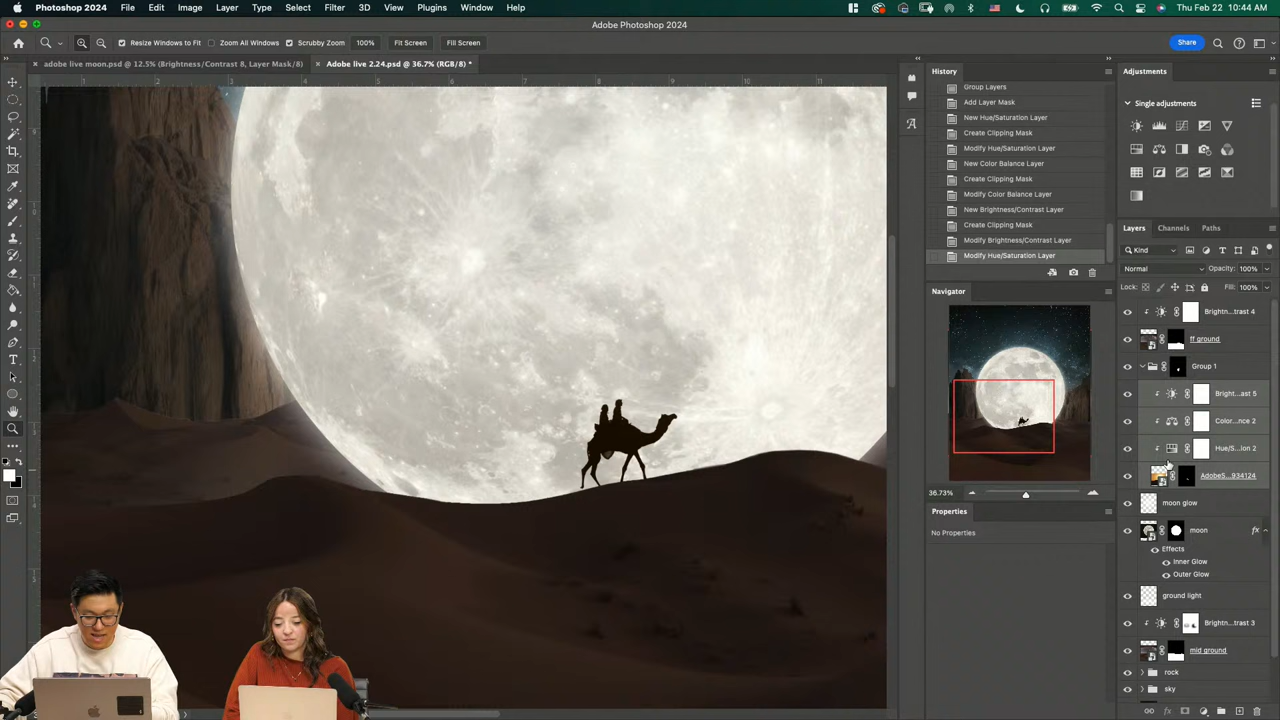 Photoshop 2024 File Edit Image Layer Type Select Filter 3D View Plugins Window Help
Thu Feb 22 10:44 AM
Adobe Photoshop 2024
Resize Windows to Fit Zoom All Windows Scrubby Zoom 100% Fit Screen Fill Screen
Share
adobe live moon.psd @ 12.5% (Brightness/Contrast 8, Layer Mask/8)
Adobe live 2.24.psd @ 36.7% (RGB/8) *
History
Group Layers
Add Layer Mask
New Hue/Saturation Layer
Create Clipping Mask
Modify Hue/Saturation Layer
New Color Balance Layer
Create Clipping Mask
Modify Color Balance Layer
New Brightness/Contrast Layer
Create Clipping Mask
Modify Brightness/Contrast Layer
Modify Hue/Saturation Layer
Navigator
36.73%
Properties
No Properties
Adjustments
Single adjustments
Layers Channels Paths
Kind
Normal Opacity: 100%
Lock: Fill: 100%
Brightn...trast 4
ff ground
Group 1
Bright...ast 5
Color...nce 2
Hue/S...ion 2
AdobeS...934124
moon glow
moon fx
Effects
Inner Glow
Outer Glow
ground light
Brightn...trast 3
mid ground
rock
sky